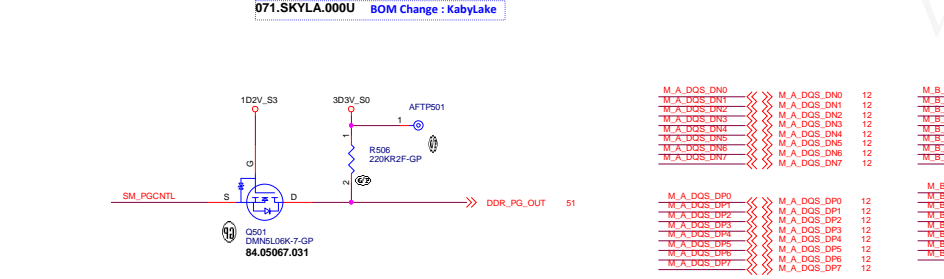 071.SKYLA.000U BOM Change : KabyLake
1D2V_S3
3D3V_S0
AFTP501
1
1
R506
220KR2F-GP
2
G
SM_PGCNTL
S
D
DDR_PG_OUT 51
Q501
DMN5L06K-7-GP
84.05067.031
M_A_DQS_DN0 M_A_DQS_DN0 12
M_A_DQS_DN1 M_A_DQS_DN1 12
M_A_DQS_DN2 M_A_DQS_DN2 12
M_A_DQS_DN3 M_A_DQS_DN3 12
M_A_DQS_DN4 M_A_DQS_DN4 12
M_A_DQS_DN5 M_A_DQS_DN5 12
M_A_DQS_DN6 M_A_DQS_DN6 12
M_A_DQS_DN7 M_A_DQS_DN7 12
M_A_DQS_DP0 M_A_DQS_DP0 12
M_A_DQS_DP1 M_A_DQS_DP1 12
M_A_DQS_DP2 M_A_DQS_DP2 12
M_A_DQS_DP3 M_A_DQS_DP3 12
M_A_DQS_DP4 M_A_DQS_DP4 12
M_A_DQS_DP5 M_A_DQS_DP5 12
M_A_DQS_DP6 M_A_DQS_DP6 12
M_A_DQS_DP7 M_A_DQS_DP7 12